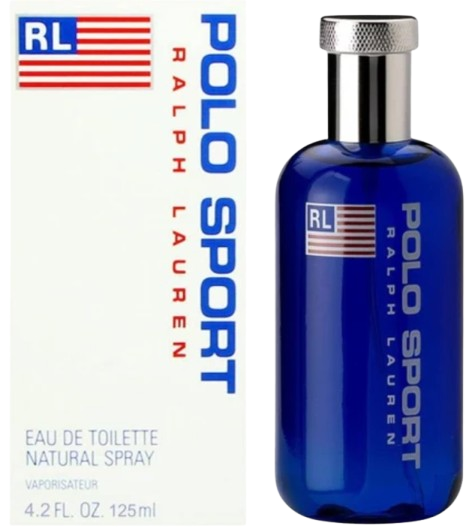 RL
POLO SPORT
RALPH LAUREN
EAU DE TOILETTE
NATURAL SPRAY
VAPORISATEUR
4.2 FL. OZ. 125ml
RL
POLO SPORT
RALPH LAUREN